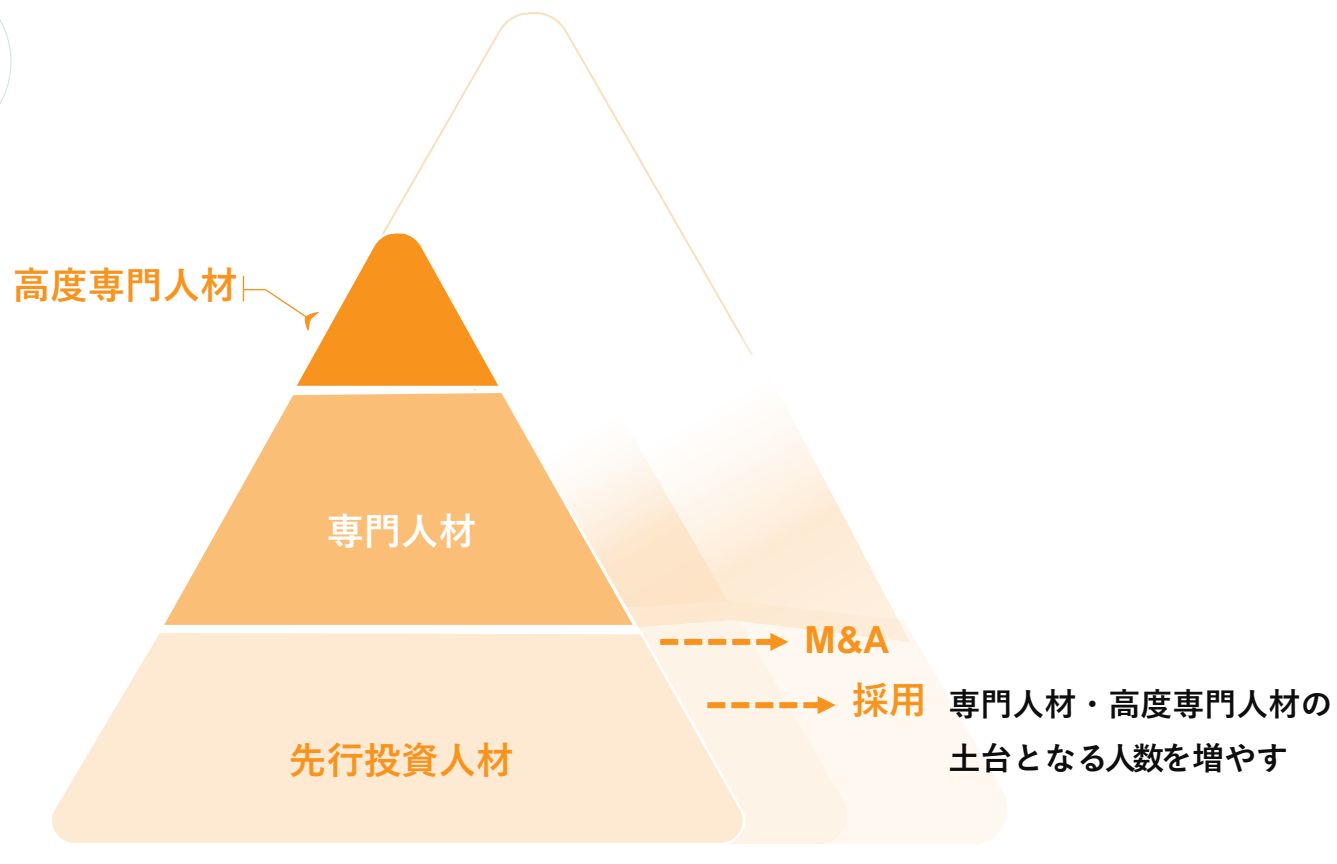 高度専門人材
専門人材
M&A
採用
専門人材・高度専門人材の
土台となる人数を増やす
先行投資人材